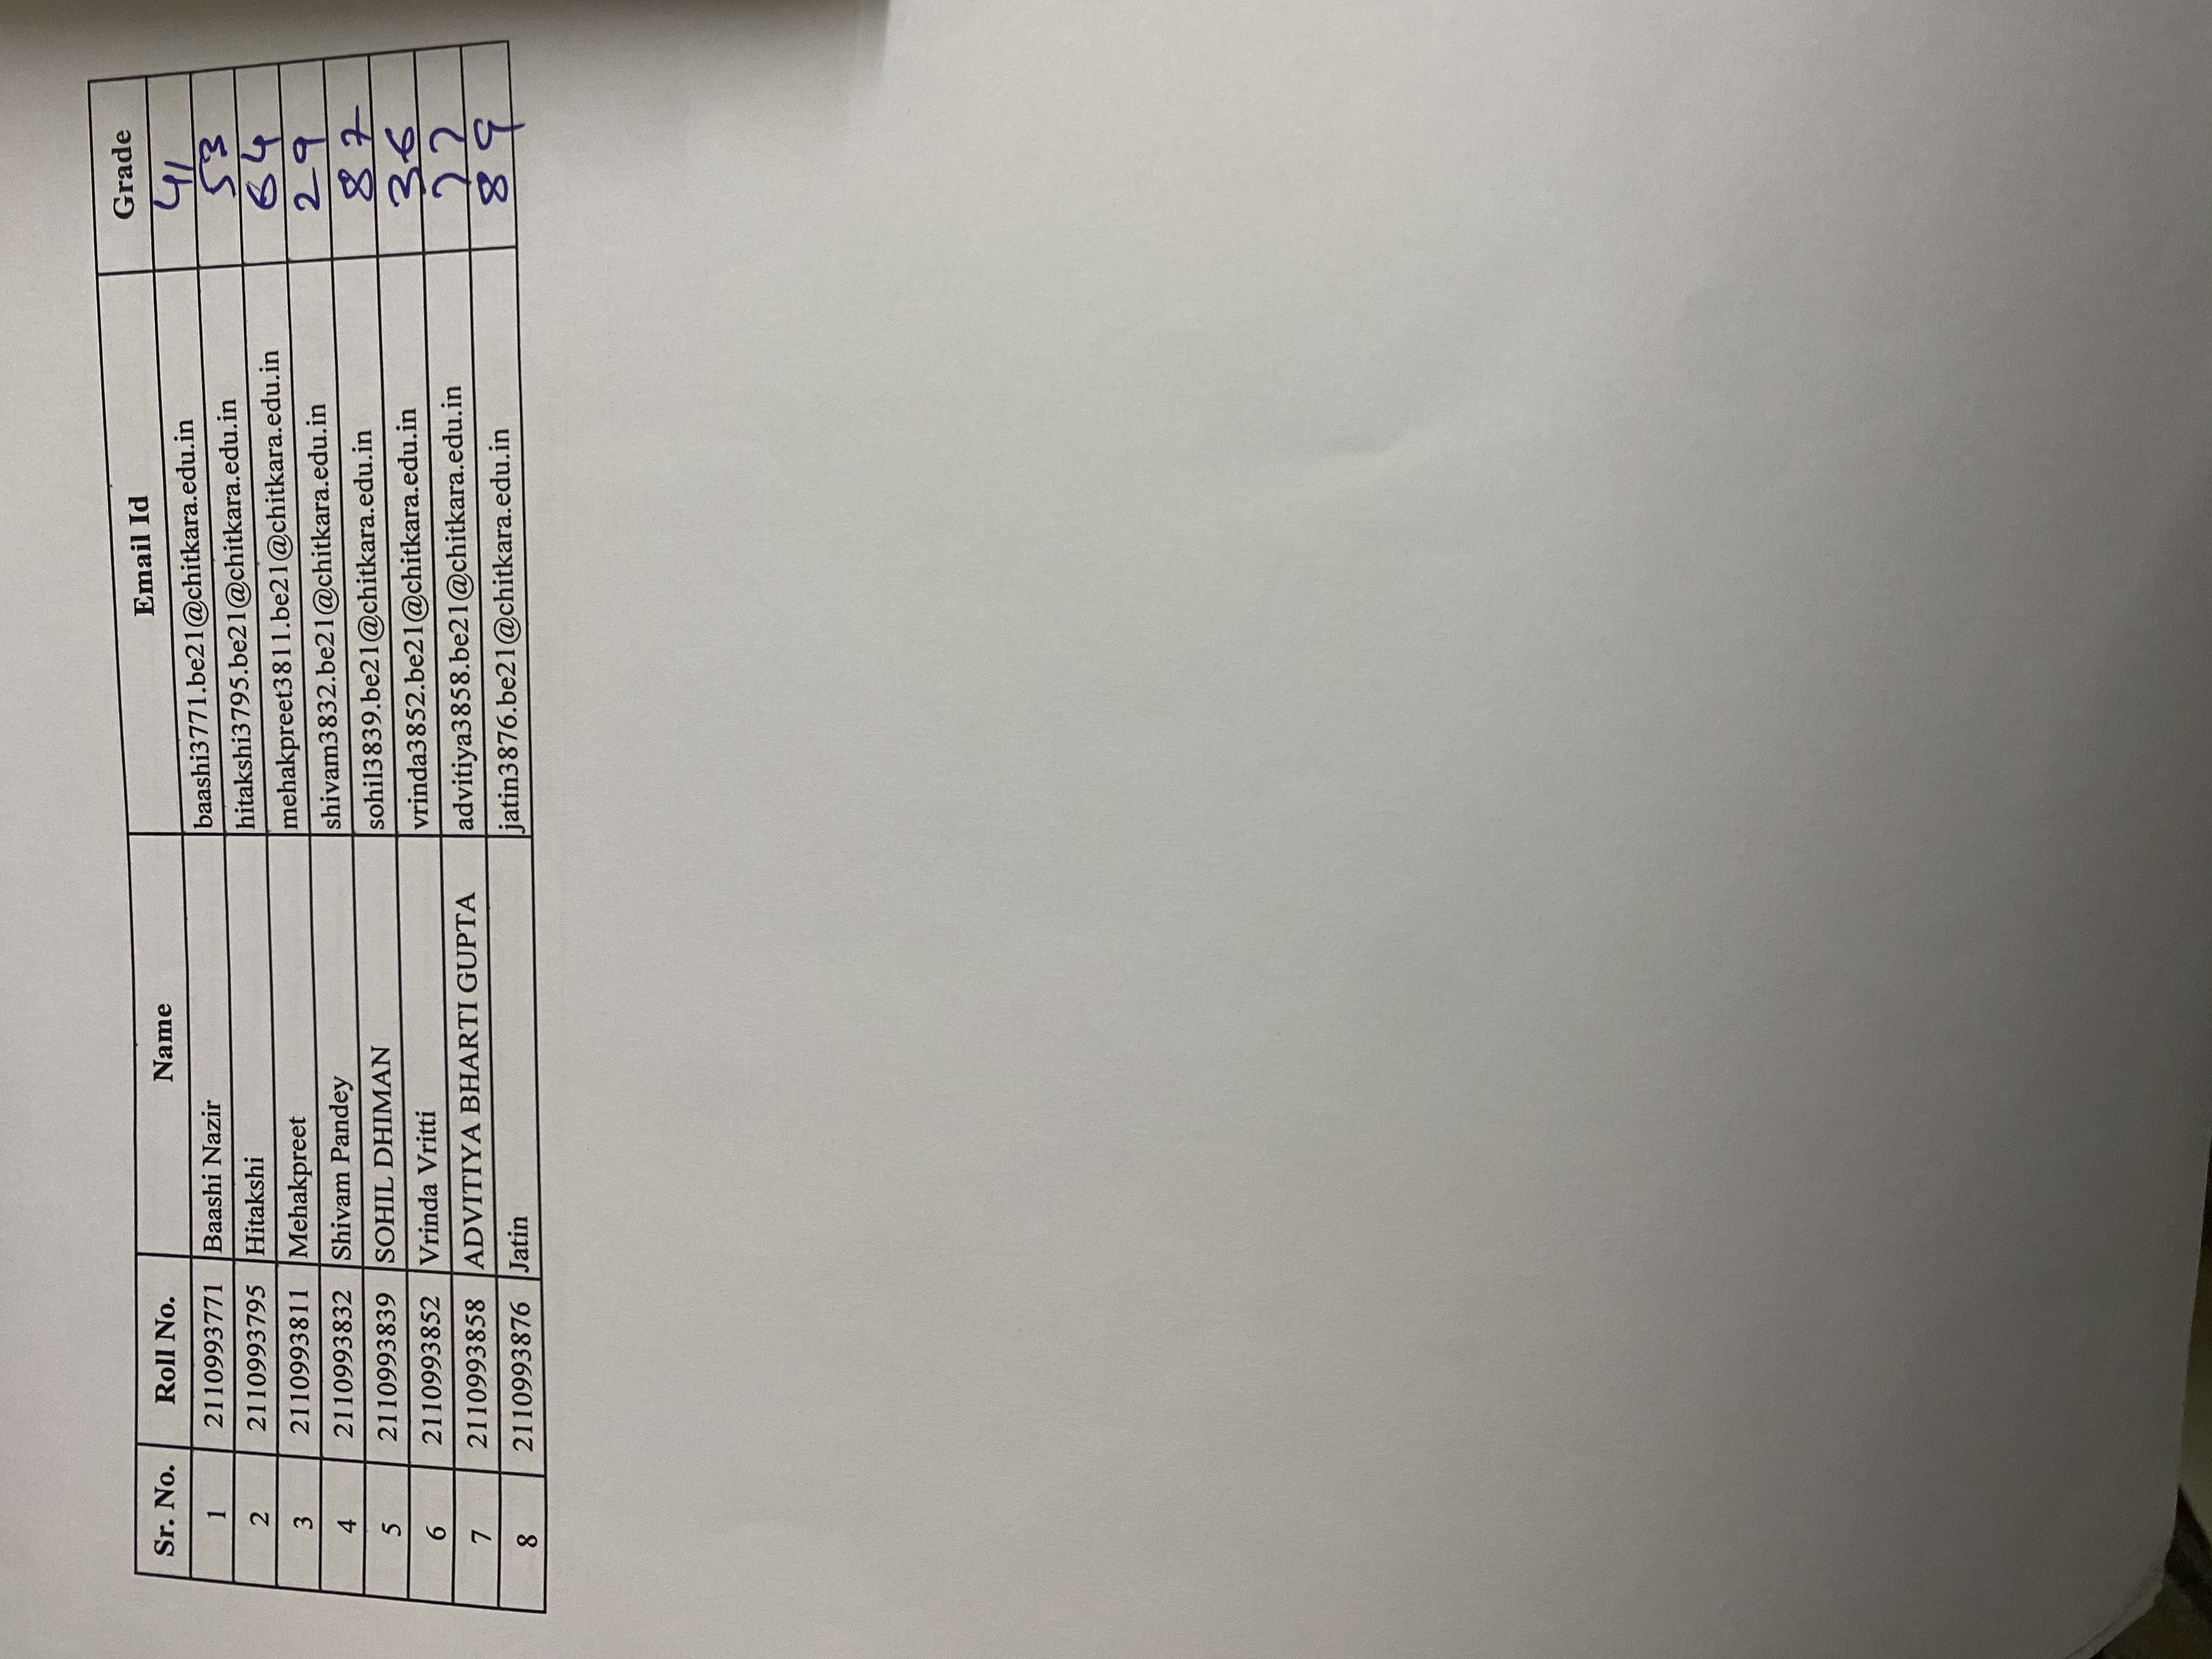 Sr. No. Roll No. Name Email Id Grade
1 2110993771 Baashi Nazir baashi3771.be21@chitkara.edu.in 41
2 2110993795 Hitakshi hitakshi3795.be21@chitkara.edu.in 53
3 2110993811 Mehakpreet mehakpreet3811.be21@chitkara.edu.in 64
4 2110993832 Shivam Pandey shivam3832.be21@chitkara.edu.in 29
5 2110993839 SOHIL DHIMAN sohil3839.be21@chitkara.edu.in 87
6 2110993852 Vrinda Vritti vrinda3852.be21@chitkara.edu.in 36
7 2110993858 ADVITIYA BHARTI GUPTA advitiya3858.be21@chitkara.edu.in 77
8 2110993876 Jatin jatin3876.be21@chitkara.edu.in 89